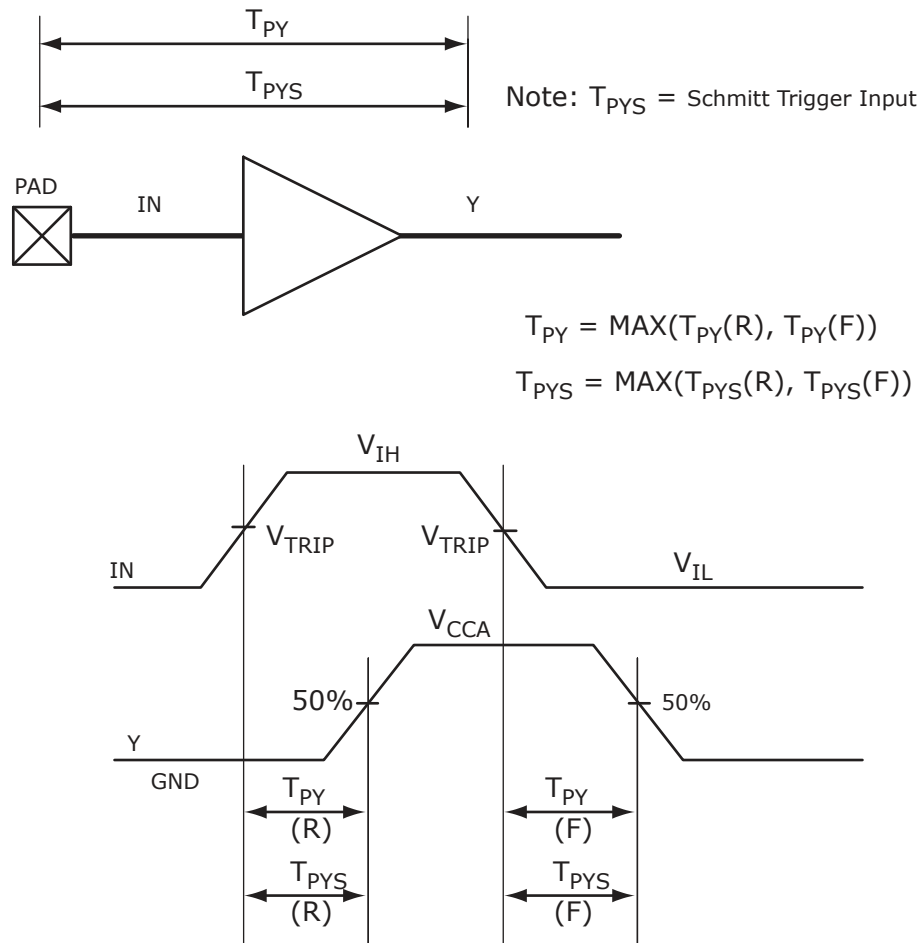 T_PY
T_PYS
Note: T_PYS = Schmitt Trigger Input
PAD
IN
Y
T_PY = MAX(T_PY(R), T_PY(F))
T_PYS = MAX(T_PYS(R), T_PYS(F))
V_IH
V_TRIP
V_TRIP
IN
V_IL
V_CCA
50%
50%
Y
GND
T_PY
(R)
T_PY
(F)
T_PYS
(R)
T_PYS
(F)